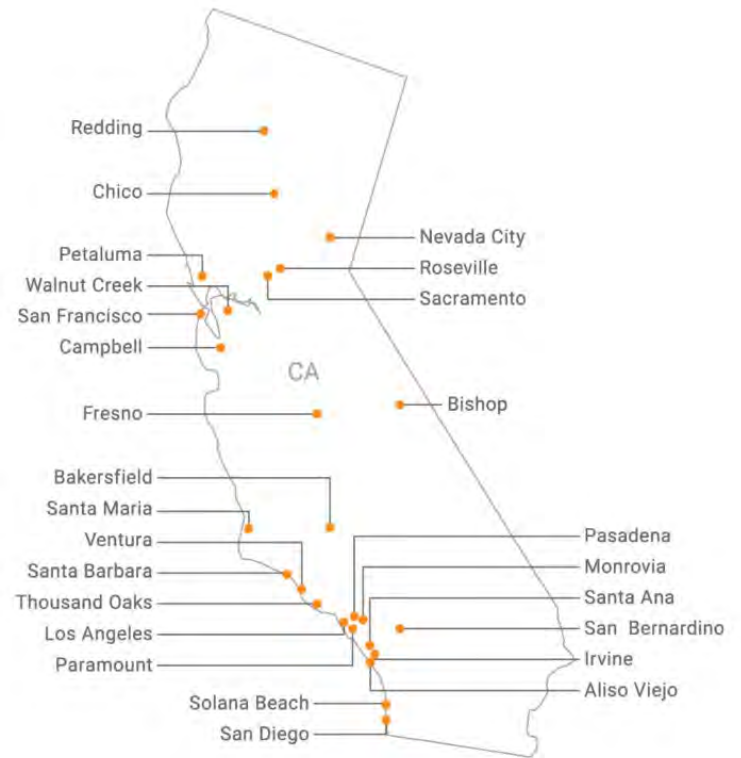 Redding
Chico
Nevada City
Petaluma
Roseville
Walnut Creek
Sacramento
San Francisco
Campbell
CA
Fresno
Bishop
Bakersfield
Santa Maria
Ventura
Pasadena
Santa Barbara
Monrovia
Thousand Oaks
Santa Ana
Los Angeles
San Bernardino
Paramount
Irvine
Aliso Viejo
Solana Beach
San Diego